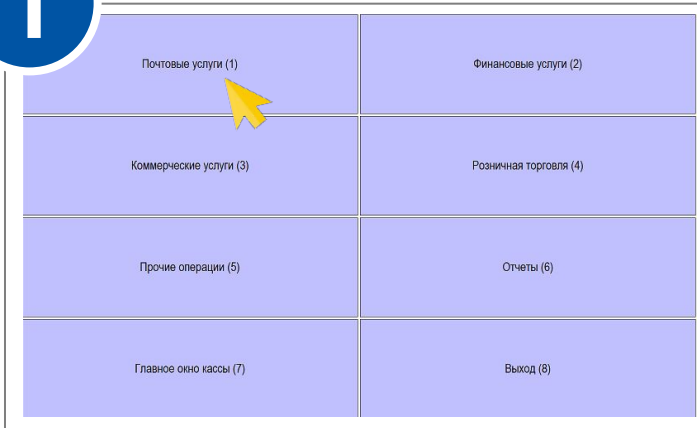 1
Почтовые услуги (1)
Финансовые услуги (2)
Коммерческие услуги (3)
Розничная торговля (4)
Прочие операции (5)
Отчеты (6)
Главное окно кассы (7)
Выход (8)